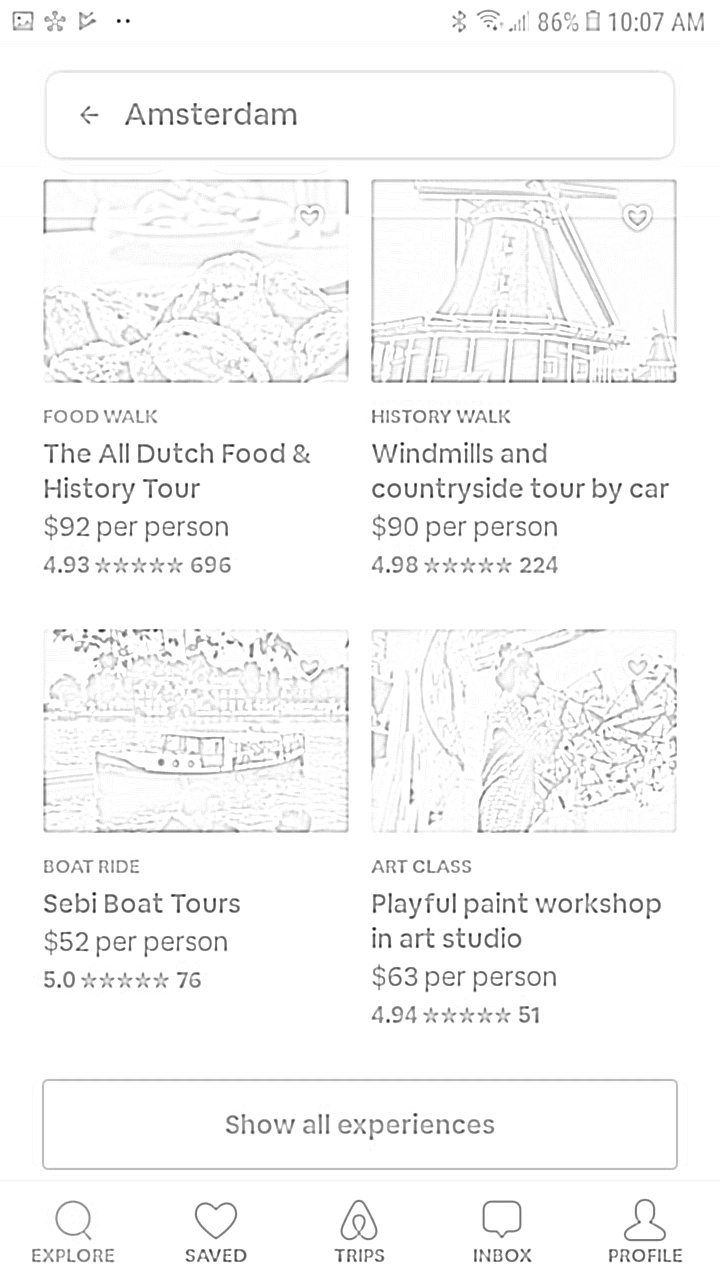 86% 10:07 AM
Amsterdam
FOOD WALK
The All Dutch Food &
History Tour
$92 per person
4.93 ★★★★★ 696
HISTORY WALK
Windmills and
countryside tour by car
$90 per person
4.98 ★★★★★ 224
BOAT RIDE
Sebi Boat Tours
$52 per person
5.0 ★★★★★ 76
ART CLASS
Playful paint workshop
in art studio
$63 per person
4.94 ★★★★★ 51
Show all experiences
EXPLORE SAVED TRIPS INBOX PROFILE